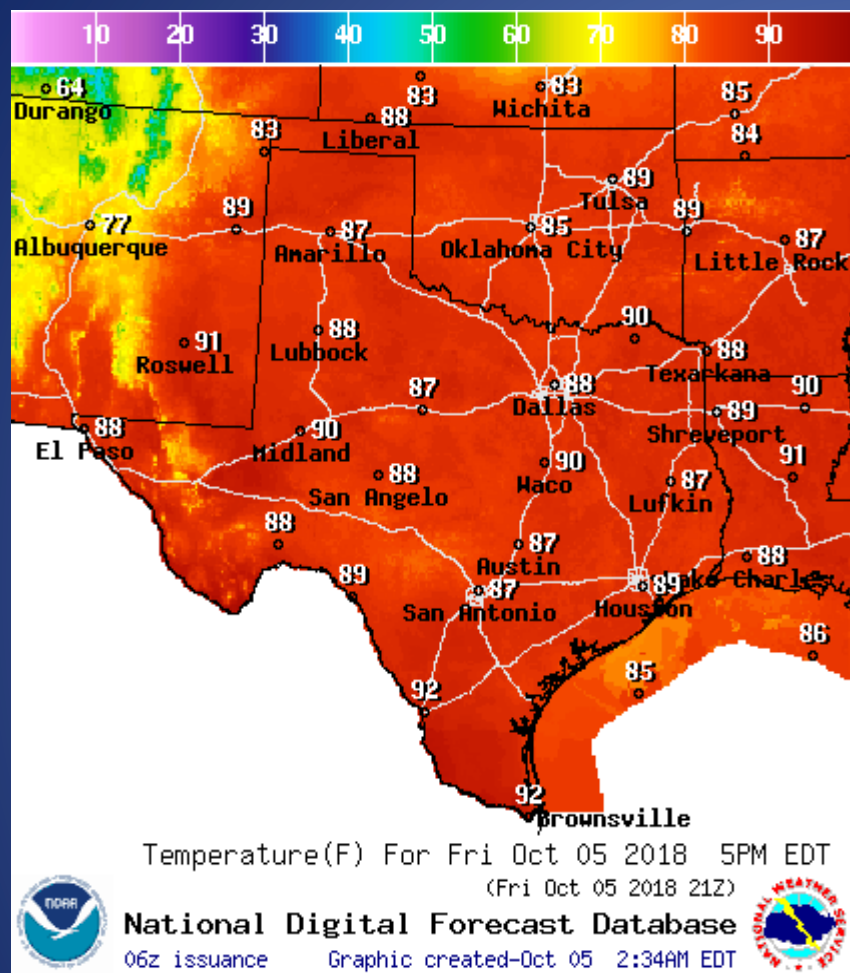 10 20 30 40 50 60 70 80 90
64
Durango
83
83
Wichita
85
88
Liberal
83
84
89
Tulsa
77
Albuquerque
89
87
Amarillo
85
Oklahoma City
89
87
Little Rock
91
Roswell
88
Lubbock
90
88
Texarkana
88
Dallas
87
90
89
Shreveport
88
El Paso
90
Midland
88
San Angelo
90
Waco
87
Lufkin
91
88
87
Austin
88
Lake Charles
89
87
San Antonio
89
Houston
86
85
92
92
Brownsville
Temperature(F) For Fri Oct 05 2018 5PM EDT
(Fri Oct 05 2018 21Z)
National Digital Forecast Database
06z issuance Graphic created-Oct 05 2:34AM EDT
NOAA
NATIONAL WEATHER SERVICE